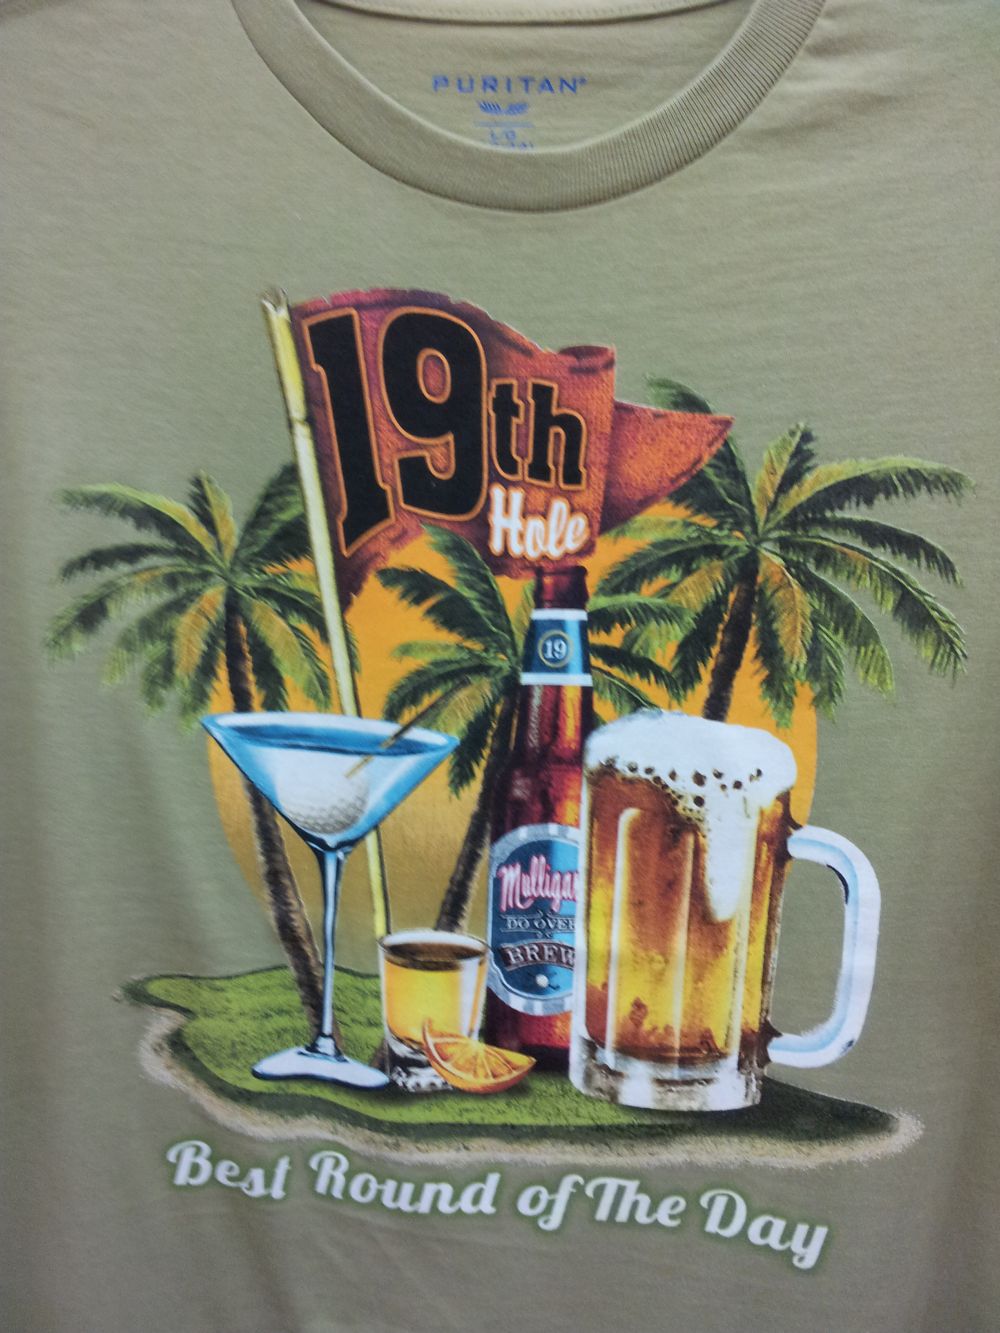 PURITAN®
L/G
19th
Hole
19
Mulligan
DO OVER
BREW
Best Round of The Day